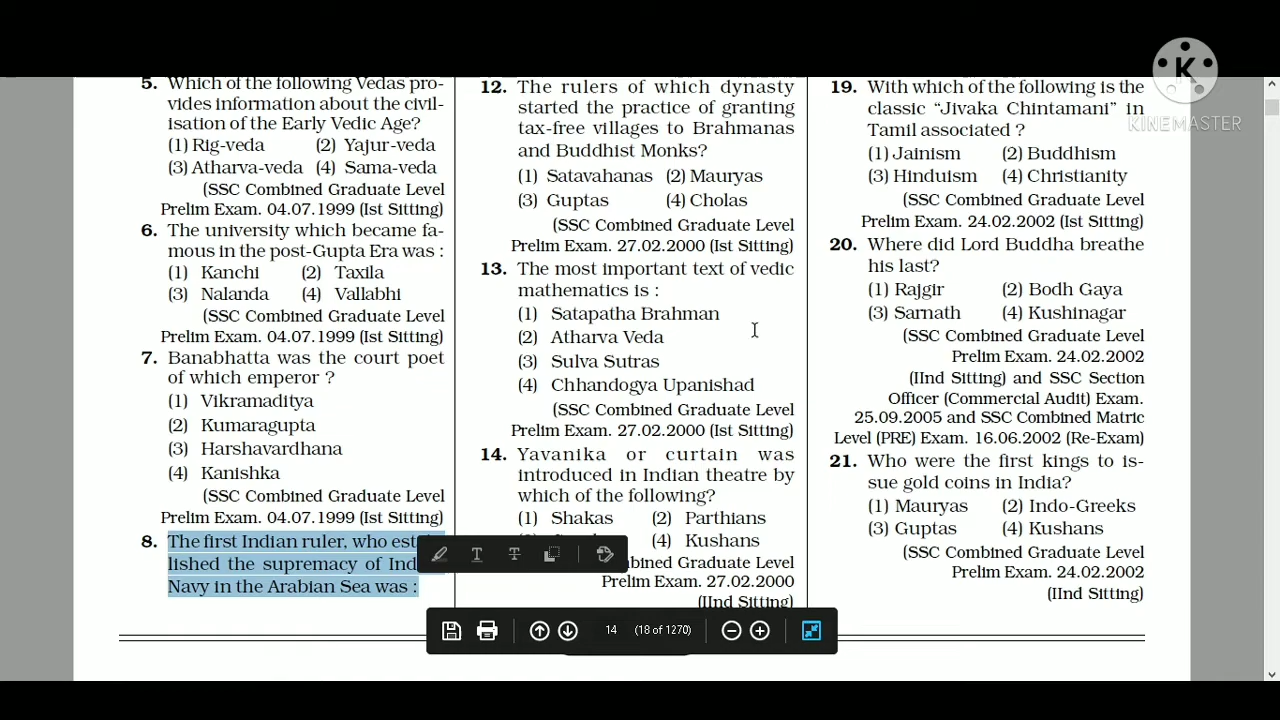 5. Which of the following Vedas pro-
vides information about the civil-
isation of the Early Vedic Age?
(1) Rig-veda (2) Yajur-veda
(3) Atharva-veda (4) Sama-veda
(SSC Combined Graduate Level
Prelim Exam. 04.07.1999 (Ist Sitting)
6. The university which became fa-
mous in the post-Gupta Era was :
(1) Kanchi (2) Taxila
(3) Nalanda (4) Vallabhi
(SSC Combined Graduate Level
Prelim Exam. 04.07.1999 (Ist Sitting)
7. Banabhatta was the court poet
of which emperor ?
(1) Vikramaditya
(2) Kumaragupta
(3) Harshavardhana
(4) Kanishka
(SSC Combined Graduate Level
Prelim Exam. 04.07.1999 (Ist Sitting)
8. The first Indian ruler, who
lished the supremacy of
Navy in the Arabian Sea was :
12. The rulers of which dynasty
started the practice of granting
tax-free villages to Brahmanas
and Buddhist Monks?
(1) Satavahanas (2) Mauryas
(3) Guptas (4) Cholas
(SSC Combined Graduate Level
Prelim Exam. 27.02.2000 (Ist Sitting)
13. The most important text of vedic
mathematics is :
(1) Satapatha Brahman
(2) Atharva Veda
(3) Sulva Sutras
(4) Chhandogya Upanishad
(SSC Combined Graduate Level
Prelim Exam. 27.02.2000 (Ist Sitting)
14. Yavanika or curtain was
introduced in Indian theatre by
which of the following?
(1) Shakas (2) Parthians
(4) Kushans
Graduate Level
Prelim Exam. 27.02.2000
(IInd Sitting)
19. With which of the following is the
classic “Jivaka Chintamani” in
Tamil associated ?
(1) Jainism (2) Buddhism
(3) Hinduism (4) Christianity
(SSC Combined Graduate Level
Prelim Exam. 24.02.2002 (Ist Sitting)
20. Where did Lord Buddha breathe
his last?
(1) Rajgir (2) Bodh Gaya
(3) Sarnath (4) Kushinagar
(SSC Combined Graduate Level
Prelim Exam. 24.02.2002
(IInd Sitting) and SSC Section
Officer (Commercial Audit) Exam.
25.09.2005 and SSC Combined Matric
Level (PRE) Exam. 16.06.2002 (Re-Exam)
21. Who were the first kings to is-
sue gold coins in India?
(1) Mauryas (2) Indo-Greeks
(3) Guptas (4) Kushans
(SSC Combined Graduate Level
Prelim Exam. 24.02.2002
(IInd Sitting)
14 (18 of 1270)
K
KINEMASTER